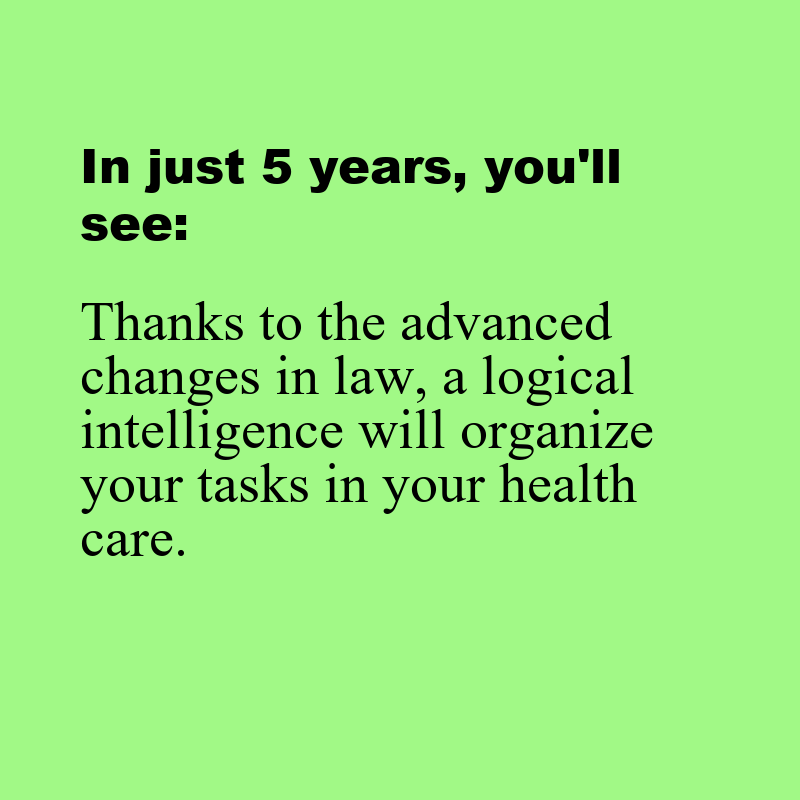 In just 5 years, you'll
see:
Thanks to the advanced
changes in law, a logical
intelligence will organize
your tasks in your health
care.